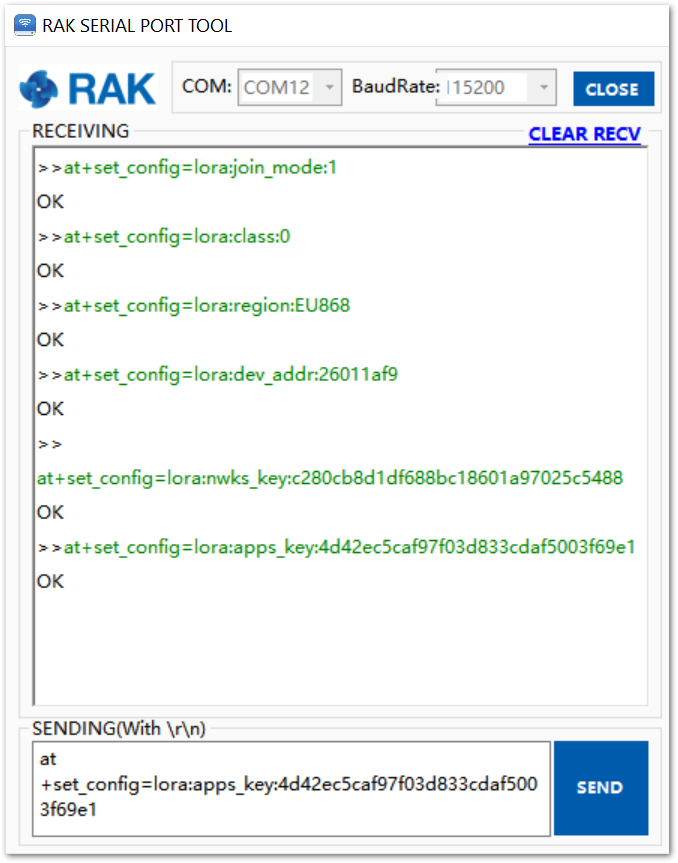 RAK SERIAL PORT TOOL
RAK COM: COM12 BaudRate: 115200 CLOSE
RECEIVING CLEAR RECV
>>at+set_config=lora:join_mode:1
OK
>>at+set_config=lora:class:0
OK
>>at+set_config=lora:region:EU868
OK
>>at+set_config=lora:dev_addr:26011af9
OK
>>
at+set_config=lora:nwks_key:c280cb8d1df688bc18601a97025c5488
OK
>>at+set_config=lora:apps_key:4d42ec5caf97f03d833cdaf5003f69e1
OK
SENDING(With \r\n)
at
+set_config=lora:apps_key:4d42ec5caf97f03d833cdaf500
3f69e1
SEND